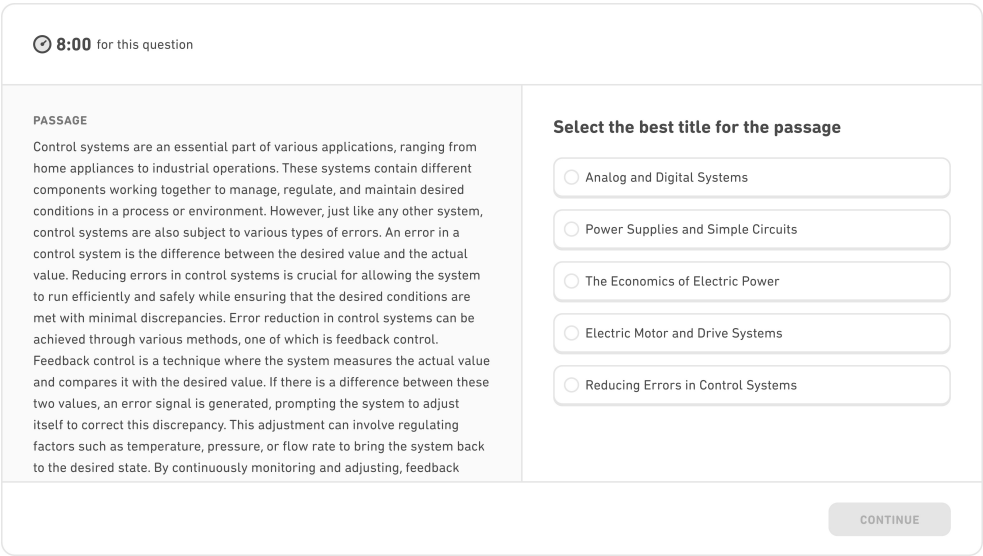 8:00 for this question
PASSAGE
Control systems are an essential part of various applications, ranging from
home appliances to industrial operations. These systems contain different
components working together to manage, regulate, and maintain desired
conditions in a process or environment. However, just like any other system,
control systems are also subject to various types of errors. An error in a
control system is the difference between the desired value and the actual
value. Reducing errors in control systems is crucial for allowing the system
to run efficiently and safely while ensuring that the desired conditions are
met with minimal discrepancies. Error reduction in control systems can be
achieved through various methods, one of which is feedback control.
Feedback control is a technique where the system measures the actual value
and compares it with the desired value. If there is a difference between these
two values, an error signal is generated, prompting the system to adjust
itself to correct this discrepancy. This adjustment can involve regulating
factors such as temperature, pressure, or flow rate to bring the system back
to the desired state. By continuously monitoring and adjusting, feedback
Select the best title for the passage
Analog and Digital Systems
Power Supplies and Simple Circuits
The Economics of Electric Power
Electric Motor and Drive Systems
Reducing Errors in Control Systems
CONTINUE